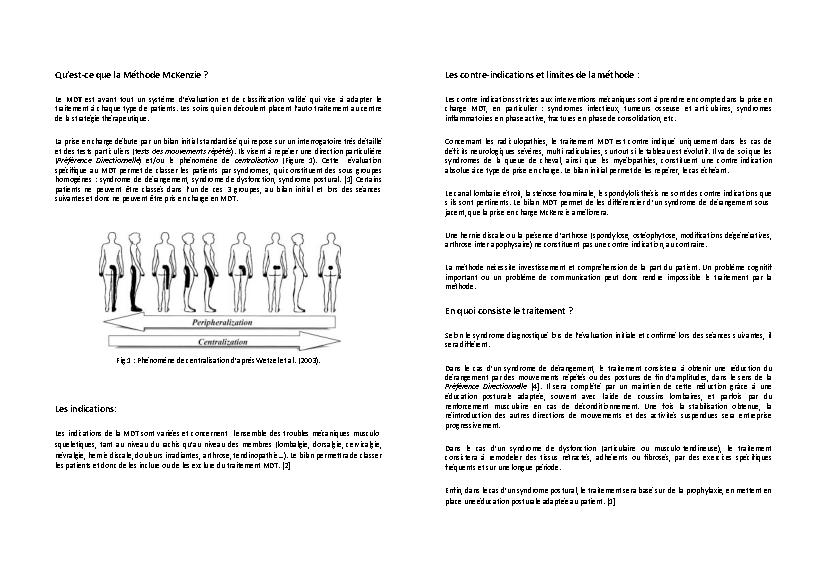 Qu'est-ce que la Méthode McKenzie ?
Le MDT est avant tout un système d'évaluation et de classification validé qui vise à adapter le
traitement à chaque type de patients. Les soins qui en découlent placent l'auto traitement au centre
de la stratégie thérapeutique.
La prise en charge débute par un bilan initial standardisé qui repose sur un interrogatoire très détaillé
et des tests particuliers (tests des mouvements répétés). Ils visent à repérer une direction particulière
(Préférence Directionnelle) et/ou le phénomène de centralisation (Figure 1). Cette évaluation
spécifique au MDT permet de classer les patients par syndromes, qui constituent des sous groupes
homogènes : syndrome de dérangement, syndrome de dysfonction, syndrome postural. [1] Certains
patients ne peuvent être classés dans l'un de ces 3 groupes, au bilan initial et lors des séances
suivantes et donc ne peuvent être pris en charge en MDT.
Peripheralization
Centralization
Fig 1 : Phénomène de centralisation d'après Wetzel et al. (2003).
Les indications:
Les indications de la MDT sont variées et concernent l'ensemble des troubles mécaniques musculo
squeletiques, tant au niveau du rachis qu'au niveau des membres (lombalgie, dorsalgie, cervicalgie,
névralgie, hernie discale, douleurs irradiantes, arthrose, tendinopathie…). Le bilan permettra de classer
les patients et donc de les inclure ou de les exclure du traitement MDT. [2]
Les contre-indications et limites de la méthode :
Les contre indications strictes aux interventions mécaniques sont à prendre en compte dans la prise en
charge MDT, en particulier : syndromes infectieux, tumeurs osseuse et articulaires, syndromes
inflammatoires en phase active, fractures en phase de consolidation, etc.
Concernant les radiculopathies, le traitement MDT est contre indiqué uniquement dans les cas de
déficits neurologiques sévères, multi radiculaires, surtout si le tableau est évolutif. Il va de soi que les
syndromes de la queue de cheval, ainsi que les myélopathies, constituent une contre indication
absolue à ce type de prise en charge. Le bilan initial permet de les repérer, le cas échéant.
Le canal lombaire étroit, la sténose foraminale, le spondylolisthésis ne sont des contre indications que
s'ils sont pertinents. Le bilan MDT permet de les différencier d'un syndrome de dérangement sous
jacent, que la prise en charge McKenzie améliorera.
Une hernie discale ou la présence d'arthrose (spondylose, ostéophytose, modifications dégénératives,
arthrose inter apophysaire) ne constituent pas une contre indication, au contraire.
La méthode nécessite investissement et compréhension de la part du patient. Un problème cognitif
important ou un problème de communication peut donc rendre impossible le traitement par la
méthode.
En quoi consiste le traitement ?
Selon le syndrome diagnostiqué lors de l'évaluation initiale et confirmé lors des séances suivantes, il
sera différent.
Dans le cas d'un syndrome de dérangement, le traitement consistera à obtenir une réduction du
dérangement par des mouvements répétés ou des postures de fin d'amplitudes, dans le sens de la
Préférence Directionnelle [4]. Il sera complété par un maintien de cette réduction grâce à une
éducation posturale adaptée, souvent avec l'aide de coussins lombaires, et parfois par du
renforcement musculaire en cas de déconditionnement. Une fois la stabilisation obtenue, la
réintroduction des autres directions de mouvements et des activités suspendues sera entreprise
progressivement.
Dans le cas d'un syndrome de dysfonction (articulaire ou musculo tendineuse), le traitement
consistera à remodeler des tissus rétractés, adhérents ou fibrosés, par des exercices spécifiques
fréquents et sur une longue période.
Enfin, dans le cas d'un syndrome postural, le traitement sera basé sur de la prophylaxie, en mettent en
place une éducation posturale adaptée au patient. [3]